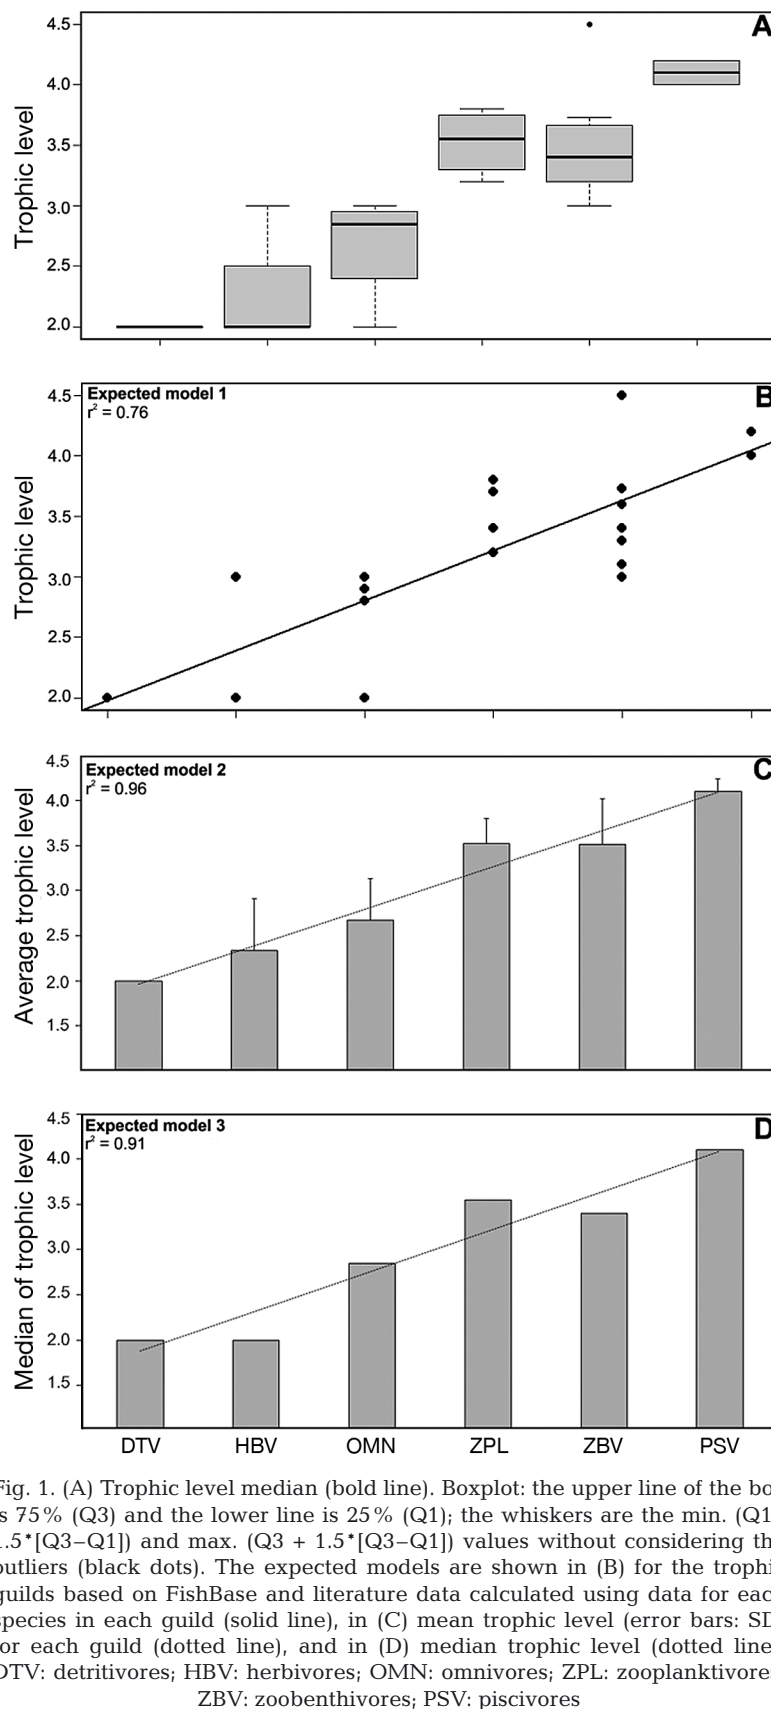 A
4.5
4.0
3.5
3.0
2.5
2.0
Trophic level
B
Expected model 1
r² = 0.76
4.5
4.0
3.5
3.0
2.5
2.0
Trophic level
C
Expected model 2
r² = 0.96
4.5
4.0
3.5
3.0
2.5
2.0
1.5
Average trophic level
D
Expected model 3
r² = 0.91
4.5
4.0
3.5
3.0
2.5
2.0
1.5
Median of trophic level
DTV HBV OMN ZPL ZBV PSV
Fig. 1. (A) Trophic level median (bold line). Boxplot: the upper line of the bo
is 75% (Q3) and the lower line is 25% (Q1); the whiskers are the min. (Q1
1.5*[Q3–Q1]) and max. (Q3 + 1.5*[Q3–Q1]) values without considering th
outliers (black dots). The expected models are shown in (B) for the trophi
guilds based on FishBase and literature data calculated using data for eac
species in each guild (solid line), in (C) mean trophic level (error bars: SD
for each guild (dotted line), and in (D) median trophic level (dotted line
DTV: detritivores; HBV: herbivores; OMN: omnivores; ZPL: zooplanktivores
ZBV: zoobenthivores; PSV: piscivores